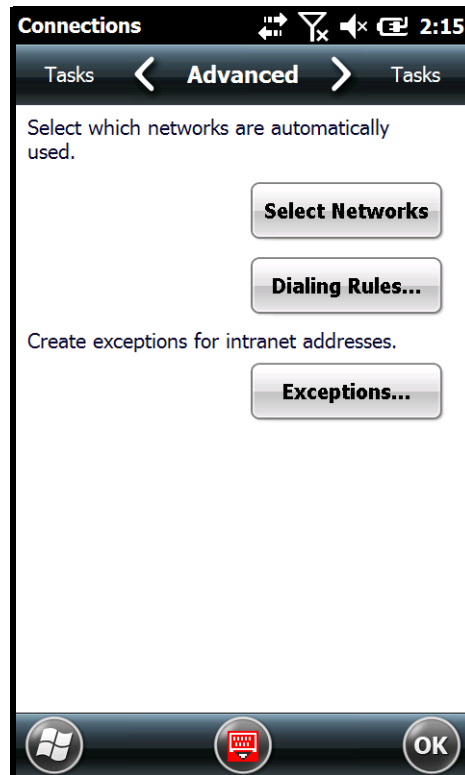 Connections 2:15
Tasks Advanced Tasks
Select which networks are automatically
used.
Select Networks
Dialing Rules...
Create exceptions for intranet addresses.
Exceptions...
OK